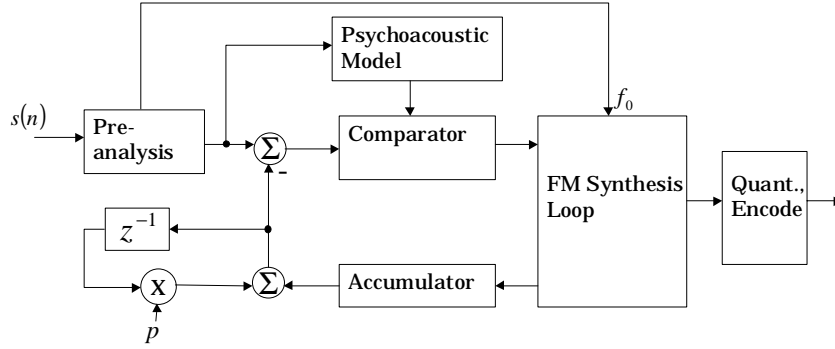 Psychoacoustic
Model
f₀
s(n)
Pre-
analysis
Σ
Comparator
-
FM Synthesis
Loop
Quant.,
Encode
z⁻¹
X
Σ
Accumulator
p